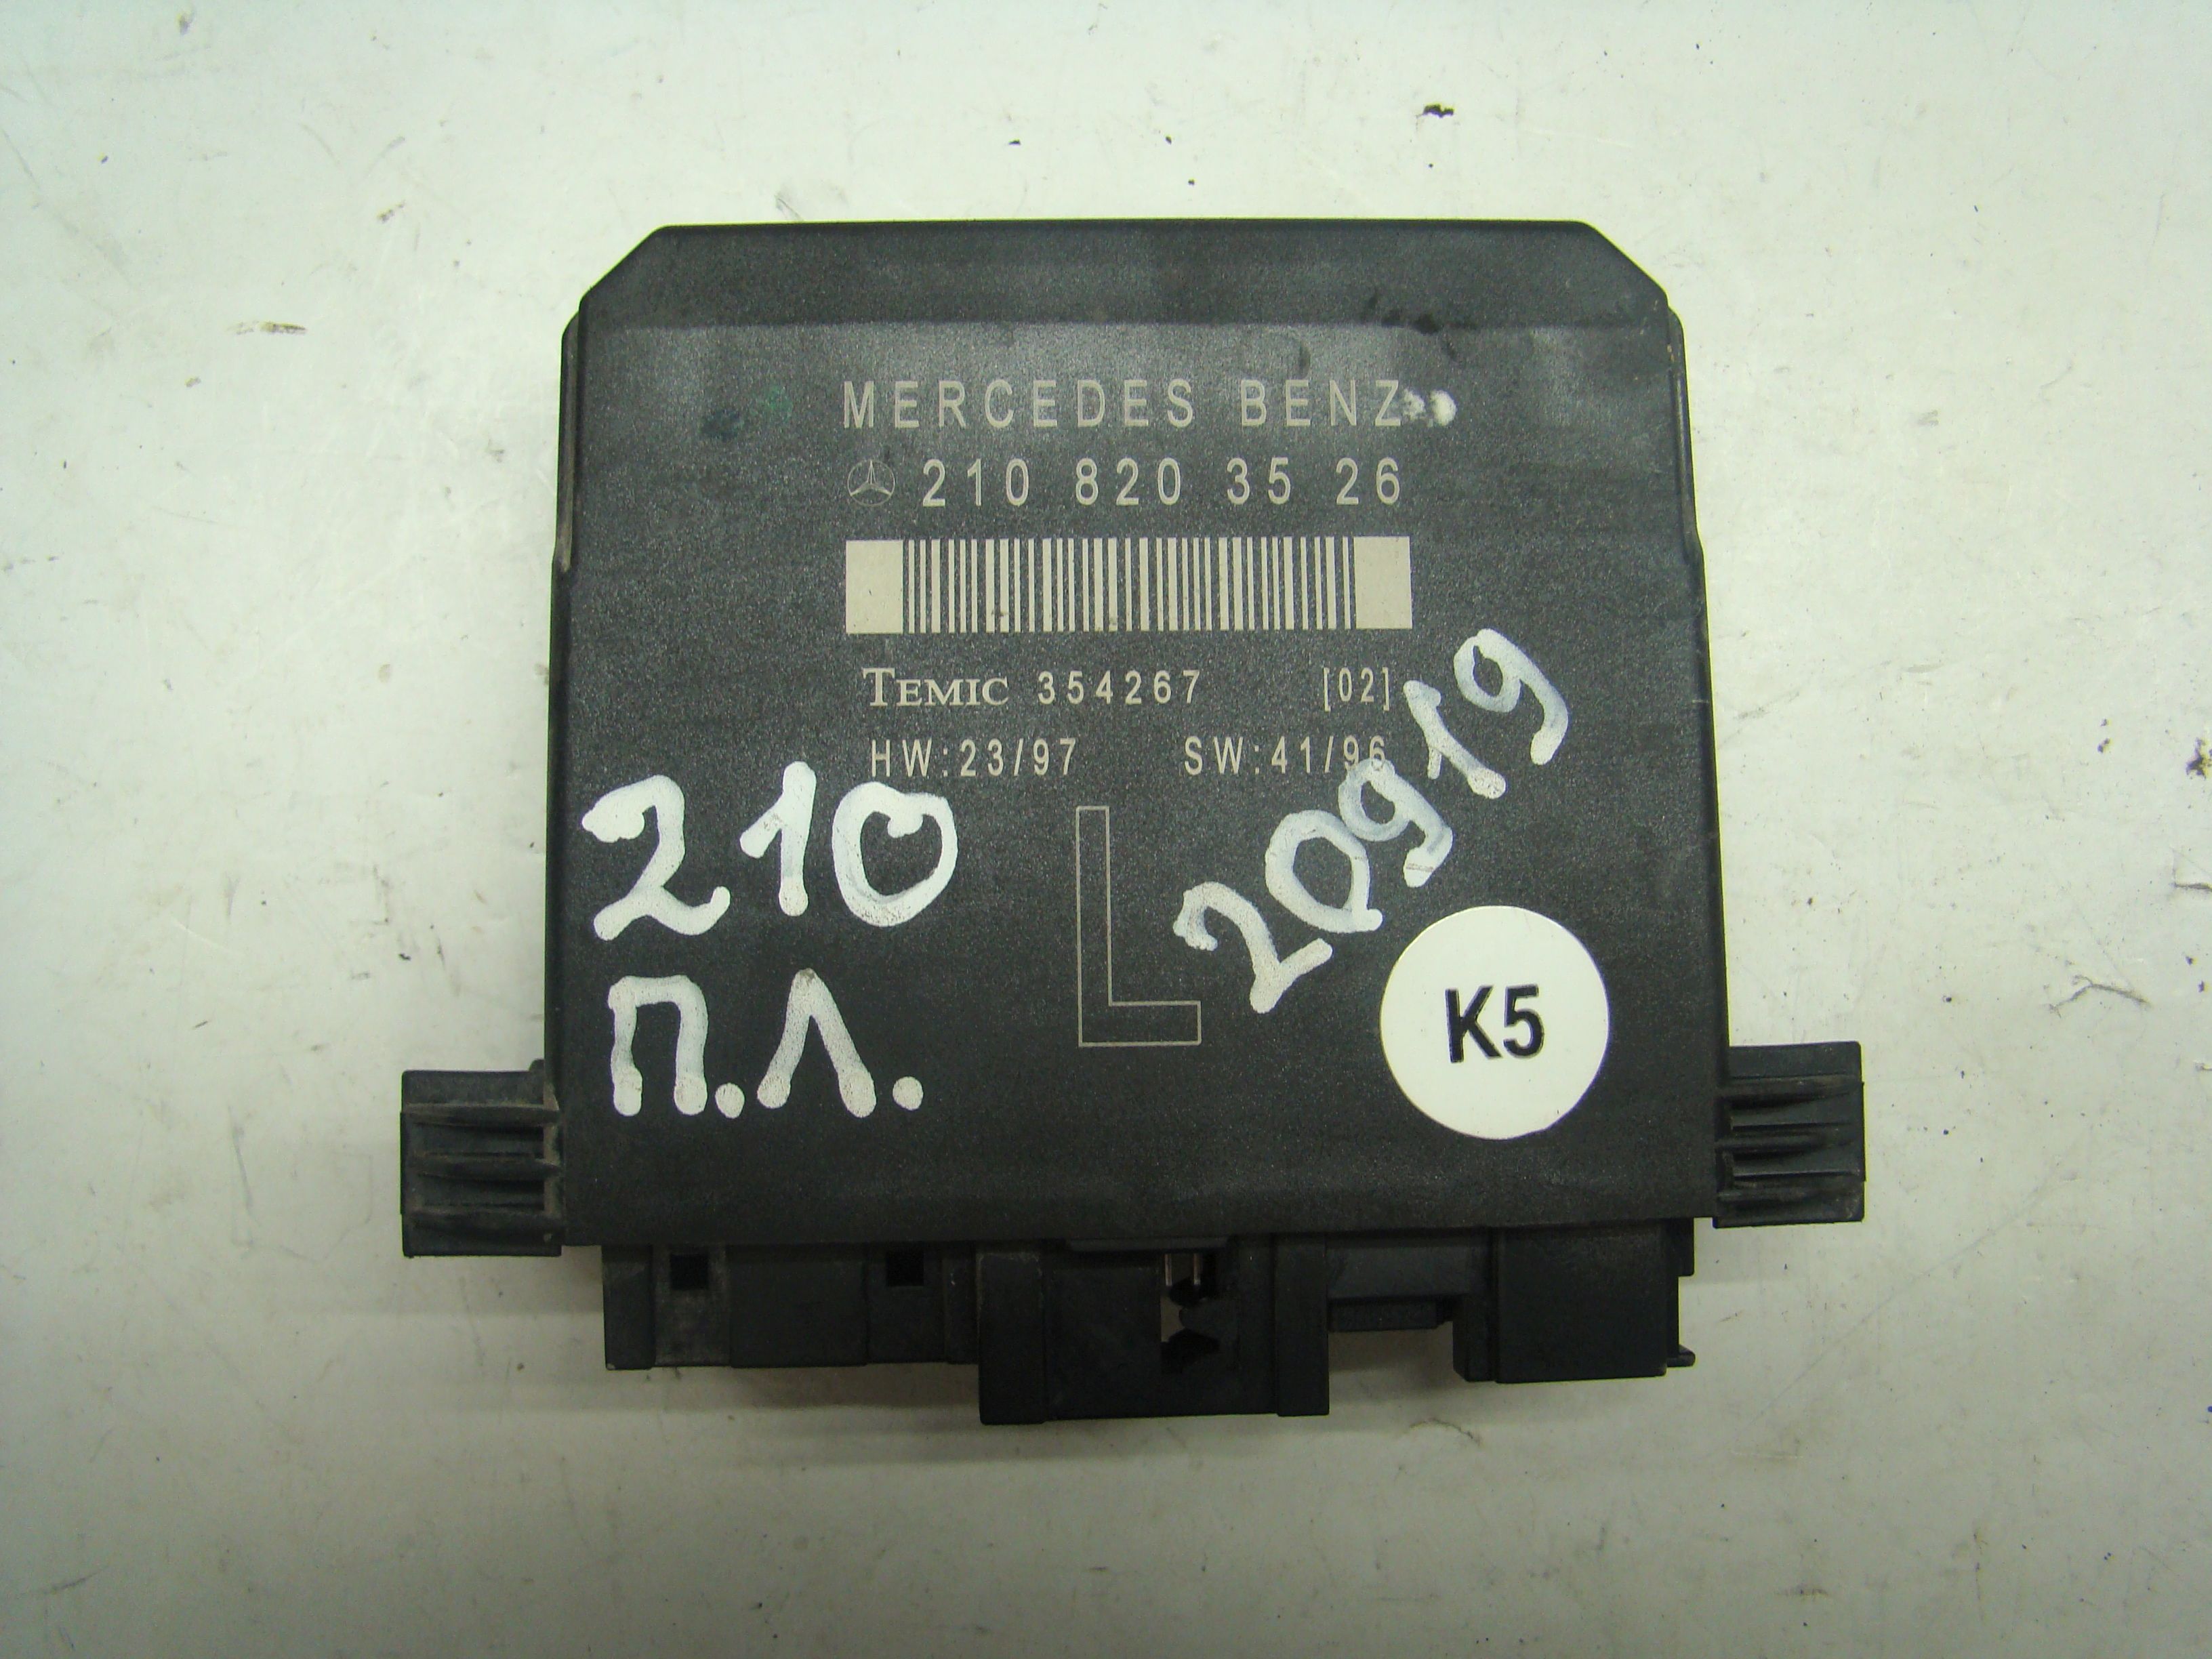 MERCEDES BENZ
210 820 35 26
TEMIC 354267 [02]
HW:23/97 SW:41/96
210
П.Л.
L
20919
K5